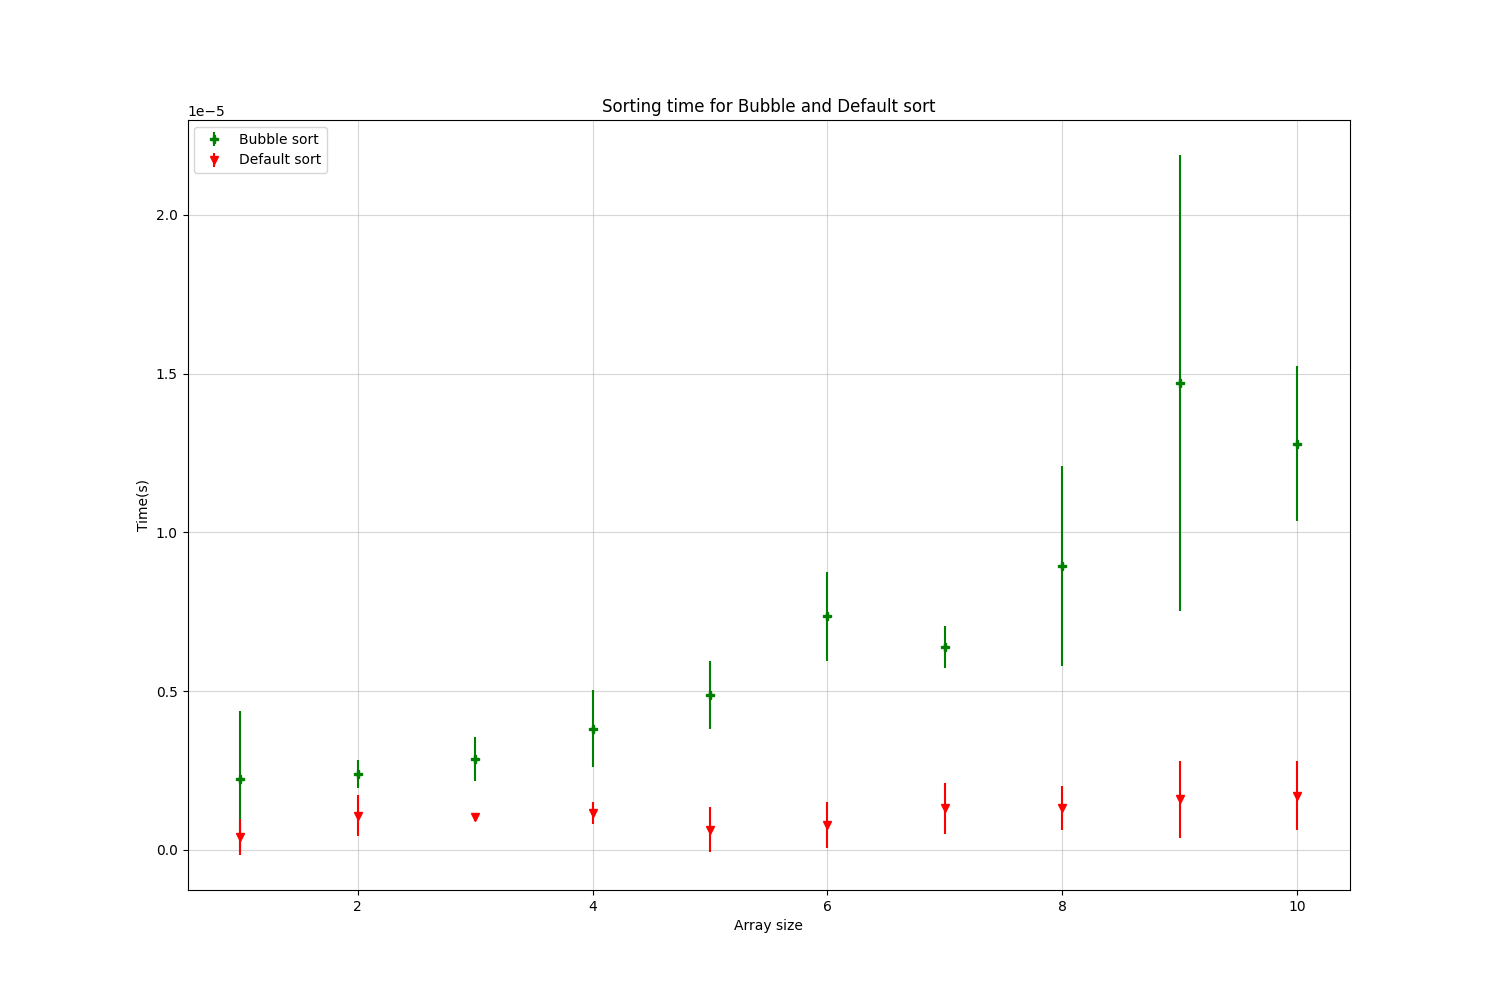 Sorting time for Bubble and Default sort
1e−5
Bubble sort
Default sort
2.0
1.5
1.0
0.5
0.0
Time(s)
2 4 6 8 10
Array size